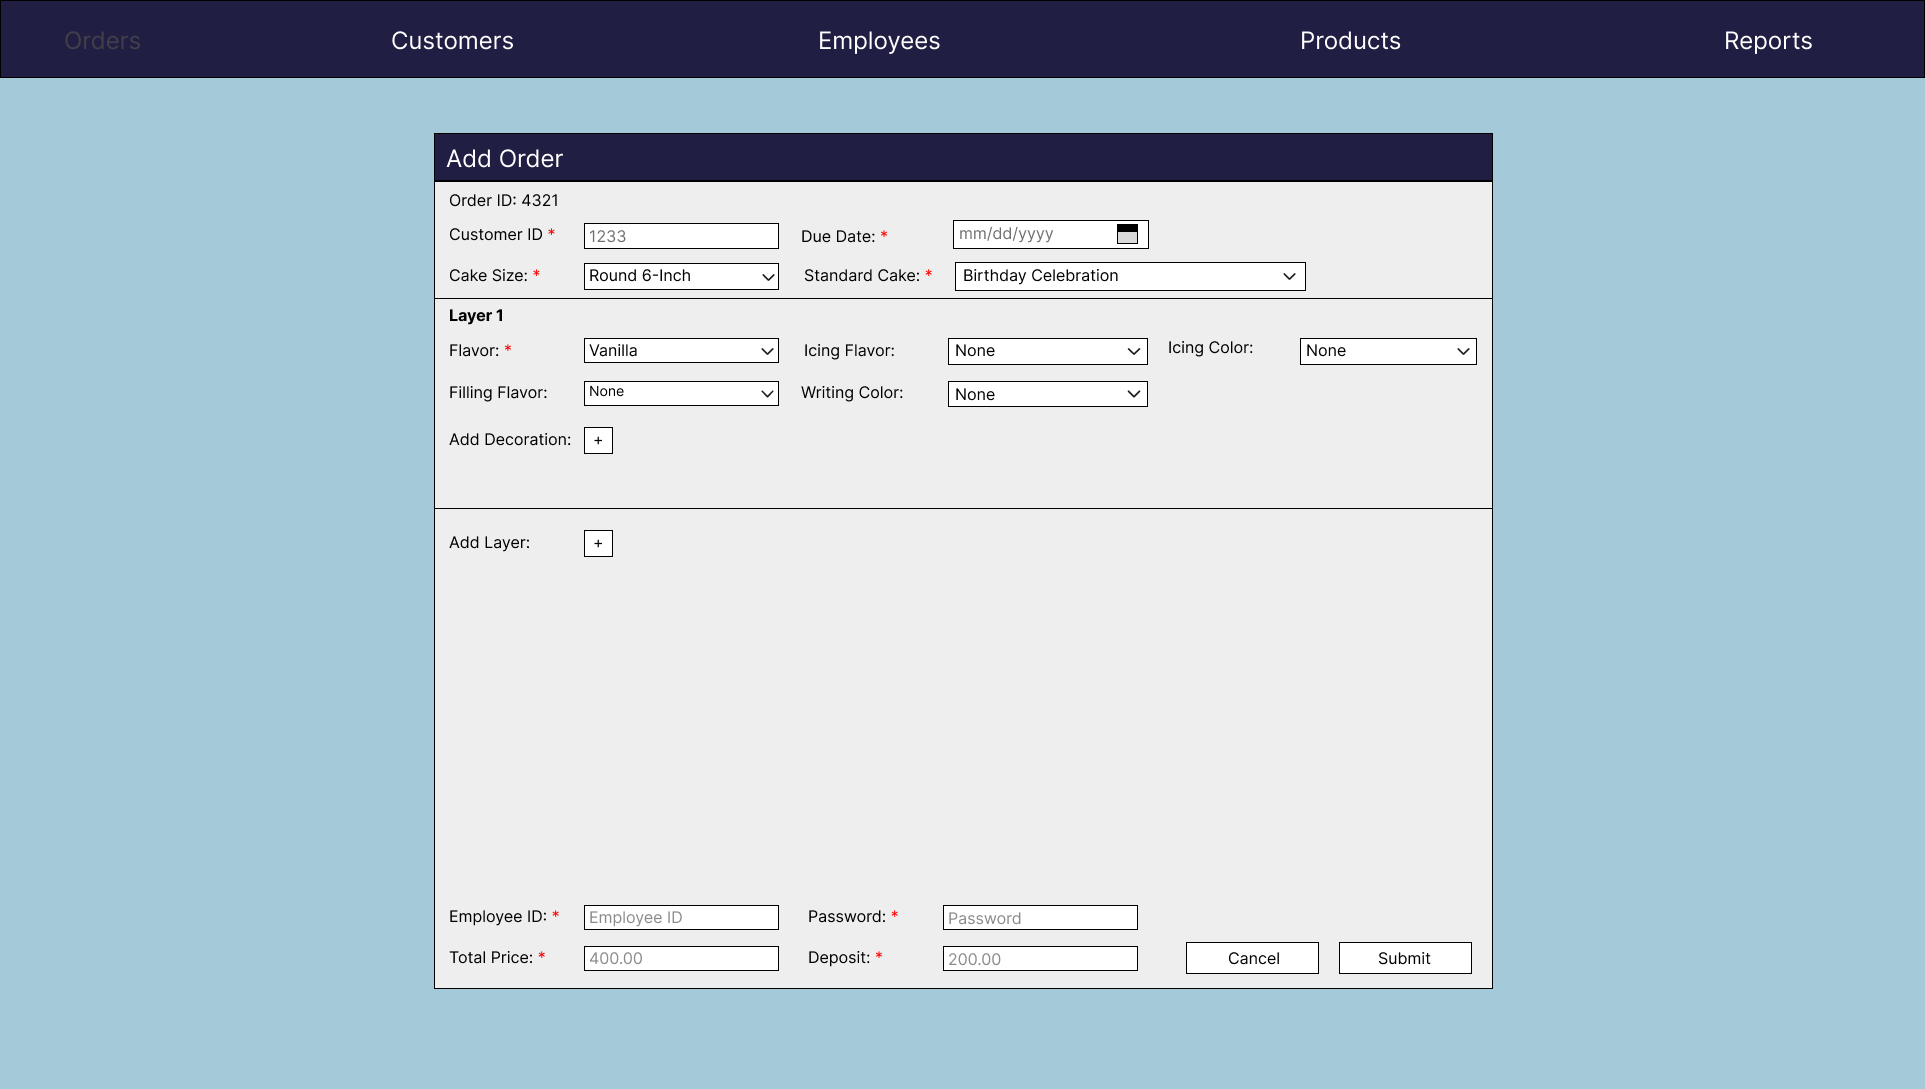 Orders Customers Employees Products Reports
Add Order
Order ID: 4321
Customer ID * 1233 Due Date: * mm/dd/yyyy
Cake Size: * Round 6-Inch Standard Cake: * Birthday Celebration
Layer 1
Flavor: * Vanilla Icing Flavor: None Icing Color: None
Filling Flavor: None Writing Color: None
Add Decoration: +
Add Layer: +
Employee ID: * Employee ID Password: * Password
Total Price: * 400.00 Deposit: * 200.00 Cancel Submit